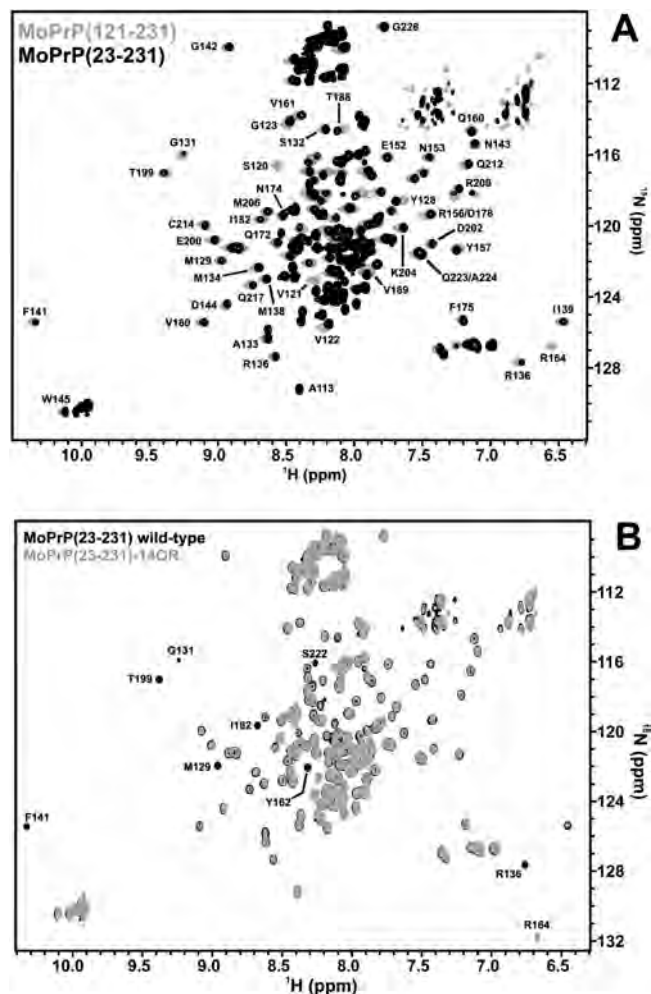 MoPrP(121-231)
MoPrP(23-231)
A
G226
G142
V161
T188
G123
S132
Q160
N143
E152
N153
Q212
G131
S120
T199
N174
M206
I182
Y128
R208
R156/D178
D202
Y157
C214
Q172
E200
M129
M134
K204
Q223/A224
Q217
V121
M138
V189
D144
F141
V180
V122
F175
I139
A133
R136
R164
R136
A113
W145
112
116
120
124
128
15N (ppm)
10.0 9.5 9.0 8.5 8.0 7.5 7.0 6.5
1H (ppm)
MoPrP(23-231) wild-type
B
S222
T199
I182
M129
Y162
F141
R136
R164
112
116
120
124
128
132
15N (ppm)
10.0 9.5 9.0 8.5 8.0 7.5 7.0 6.5
1H (ppm)